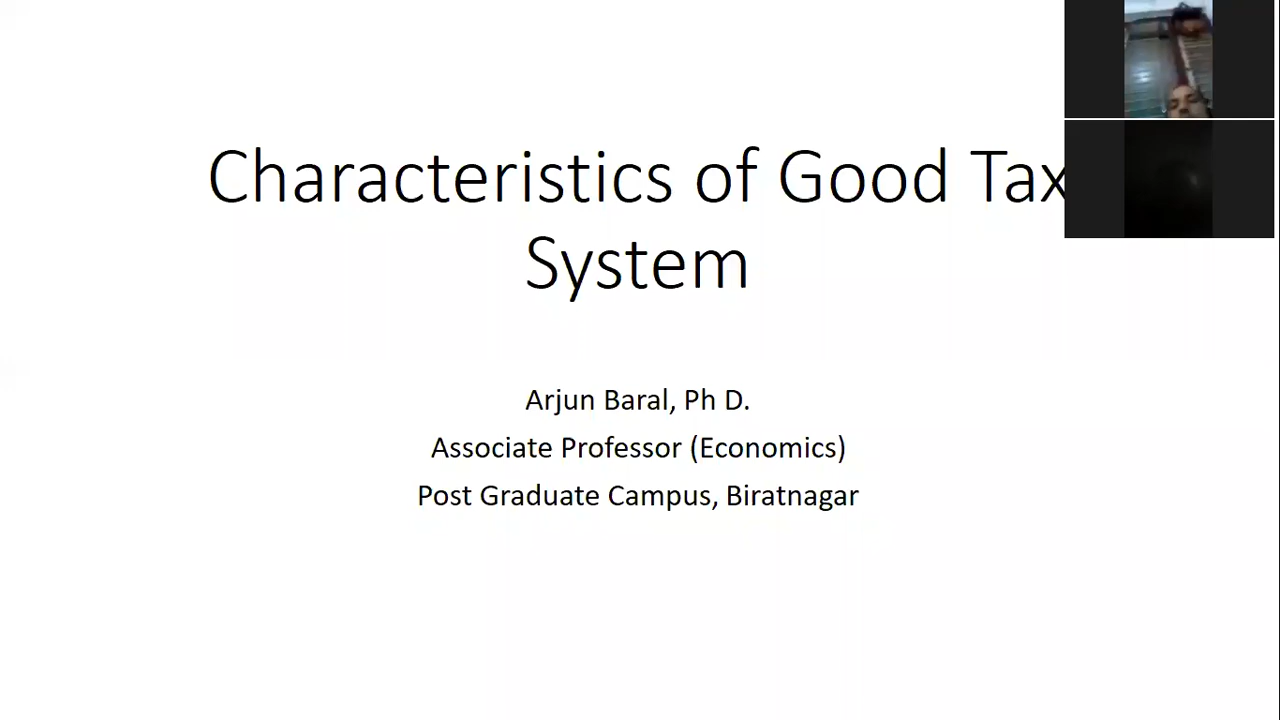 Characteristics of Good Tax
System
Arjun Baral, Ph D.
Associate Professor (Economics)
Post Graduate Campus, Biratnagar